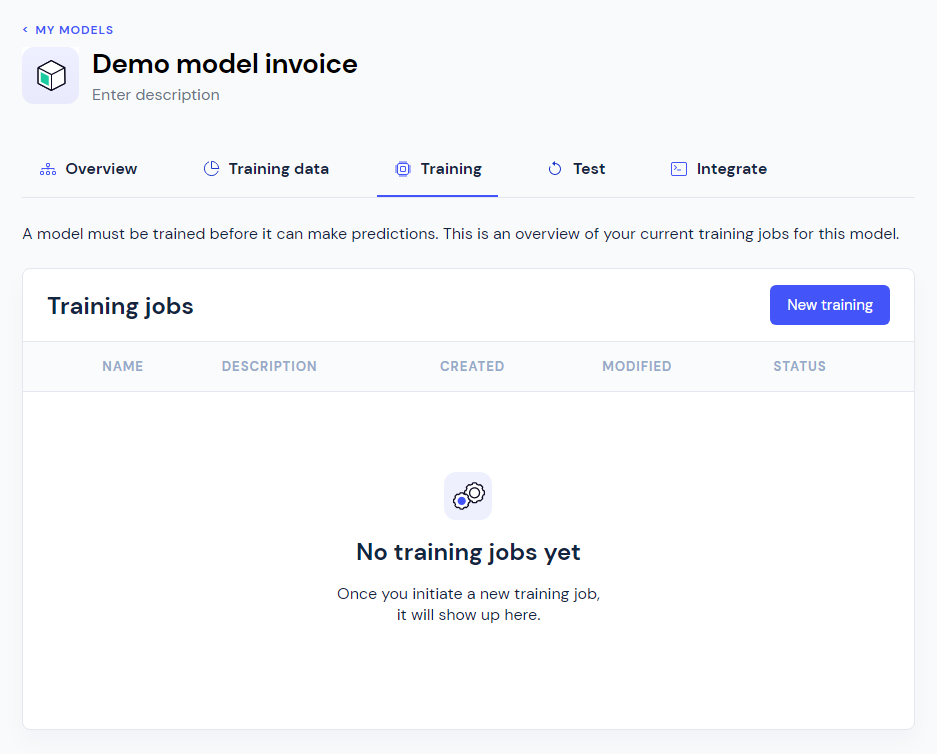 < MY MODELS
Demo model invoice
Enter description
Overview Training data Training Test Integrate
A model must be trained before it can make predictions. This is an overview of your current training jobs for this model.
Training jobs New training
NAME DESCRIPTION CREATED MODIFIED STATUS
No training jobs yet
Once you initiate a new training job,
it will show up here.